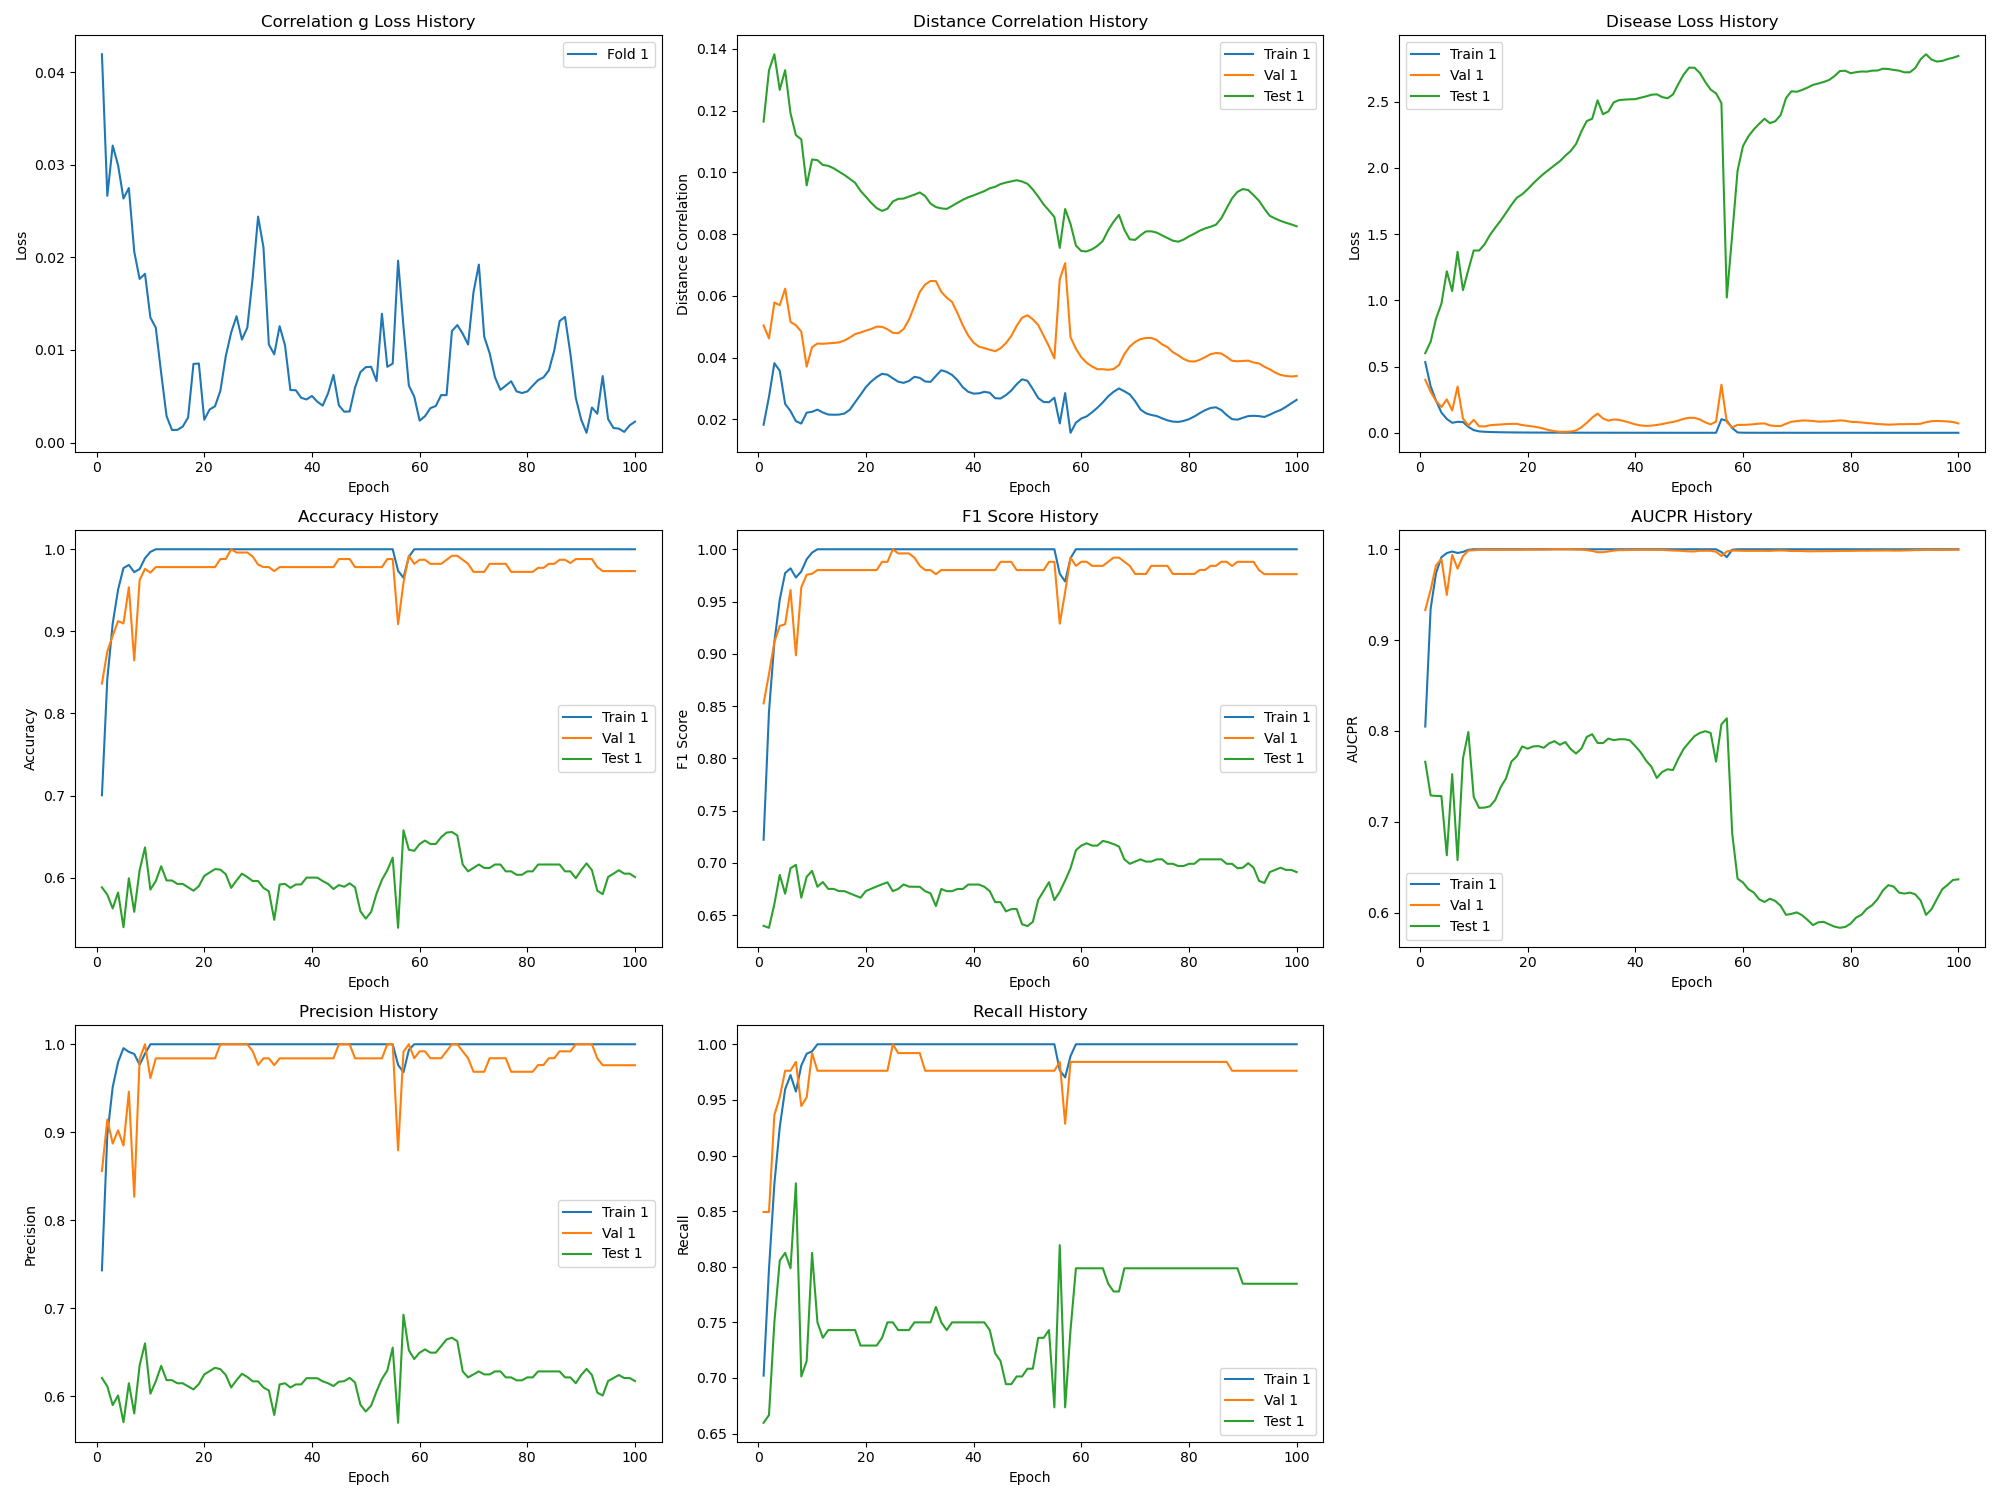 Correlation g Loss History
Fold 1
0.04
0.03
0.02
0.01
0.00
Loss
0 20 40 60 80 100
Epoch
Distance Correlation History
Train 1
Val 1
Test 1
0.14
0.12
0.10
0.08
0.06
0.04
0.02
Distance Correlation
0 20 40 60 80 100
Epoch
Disease Loss History
Train 1
Val 1
Test 1
2.5
2.0
1.5
1.0
0.5
0.0
Loss
0 20 40 60 80 100
Epoch
Accuracy History
1.0
0.9
0.8
0.7
0.6
Accuracy
Train 1
Val 1
Test 1
0 20 40 60 80 100
Epoch
F1 Score History
1.00
0.95
0.90
0.85
0.80
0.75
0.70
0.65
F1 Score
Train 1
Val 1
Test 1
0 20 40 60 80 100
Epoch
AUCPR History
1.0
0.9
0.8
0.7
0.6
AUCPR
Train 1
Val 1
Test 1
0 20 40 60 80 100
Epoch
Precision History
1.0
0.9
0.8
0.7
0.6
Precision
Train 1
Val 1
Test 1
0 20 40 60 80 100
Epoch
Recall History
1.00
0.95
0.90
0.85
0.80
0.75
0.70
0.65
Recall
Train 1
Val 1
Test 1
0 20 40 60 80 100
Epoch